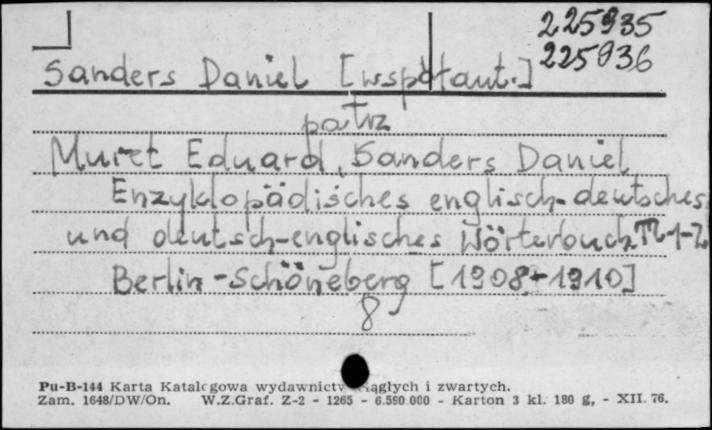 225935
225936
Sanders Daniel [współaut.]
patrz
Muret Eduard, Sanders Daniel
Enzyklopädisches englisch-deutsches
und deutsch-englisches Wörterbuch T. 1-2
Berlin-Schöneberg [1908-1910]
8
Pu-B-144 Karta Katalogowa wydawnictw ciągłych i zwartych.
Zam. 1648/DW/On. W.Z.Graf. Z-2 - 1265 - 6.590.000 - Karton 3 kl. 180 g, - XII. 76.